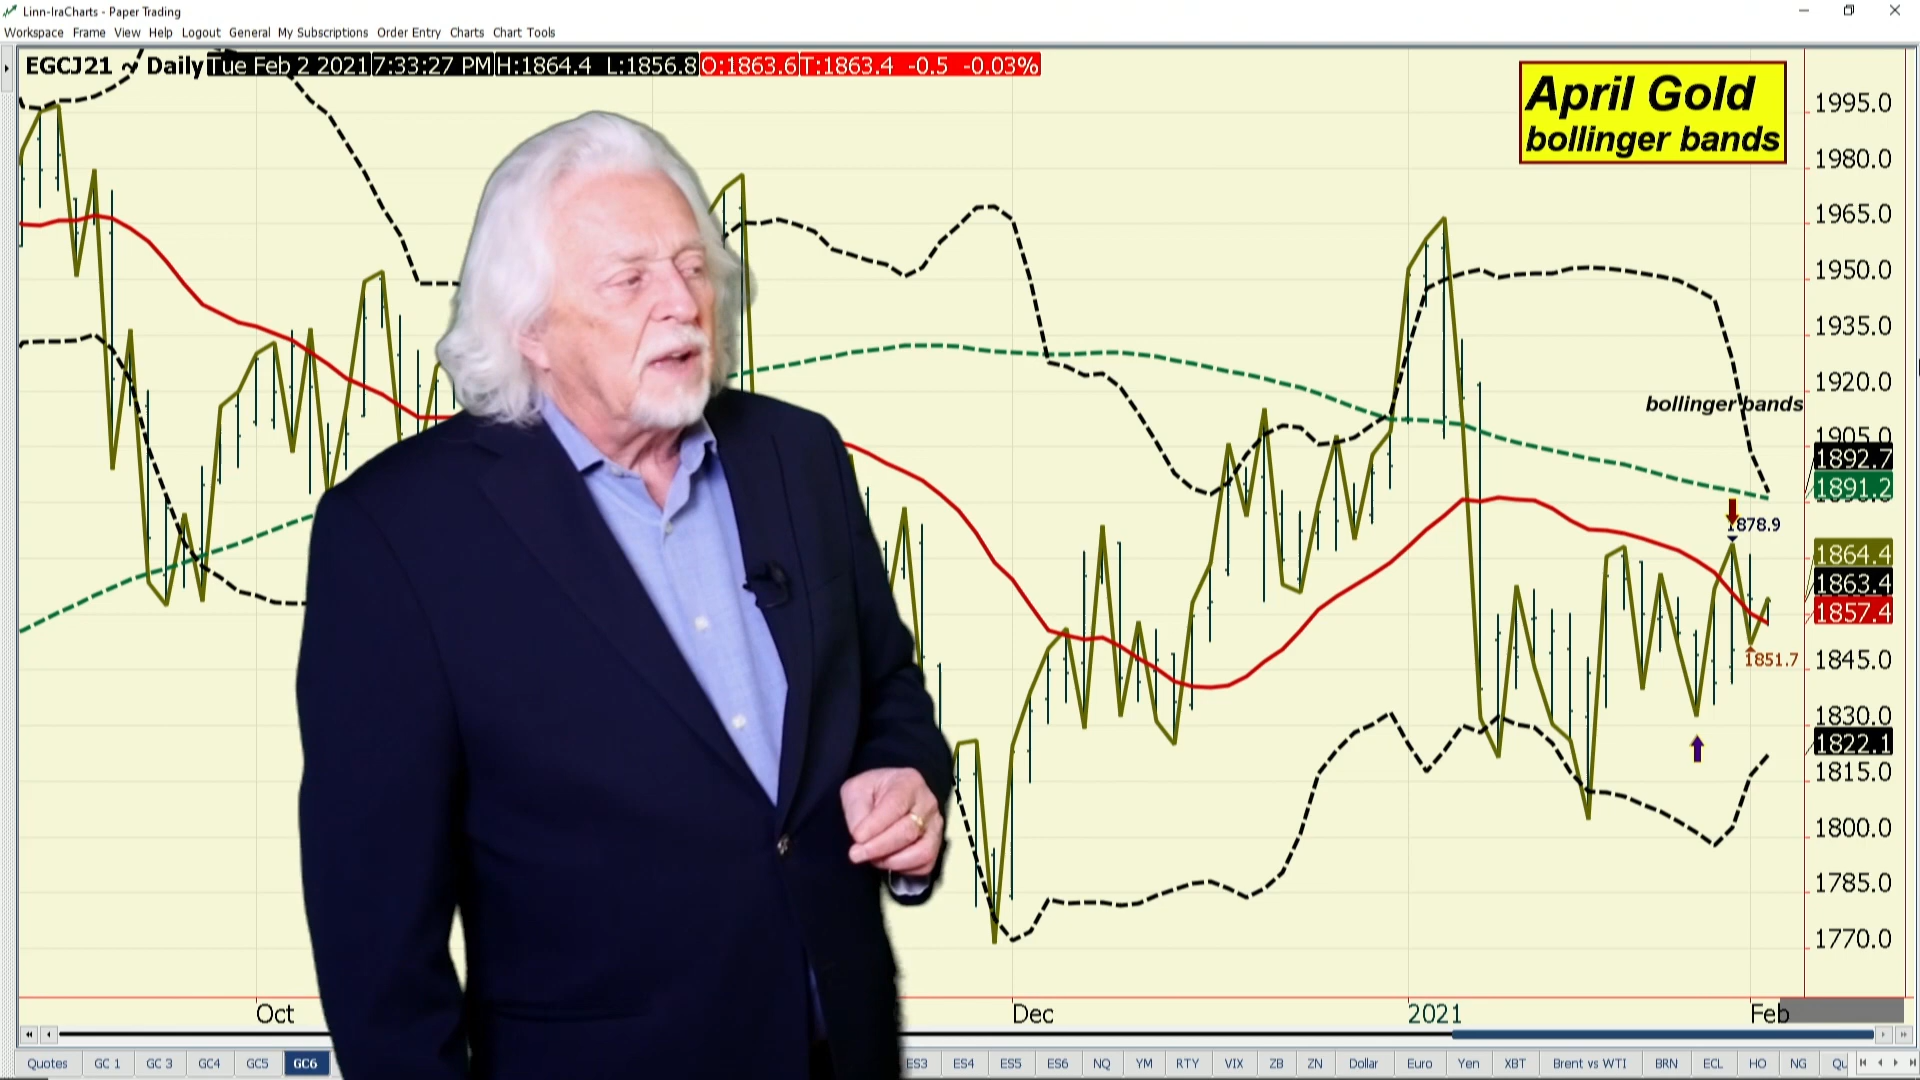 Linn-IraCharts - Paper Trading
Workspace Frame View Help Logout General My Subscriptions Order Entry Charts Chart Tools
EGCJ21 ~ Daily Tue Feb 2 2021 7:33:27 PM H:1864.4 L:1856.8 O:1863.6 T:1863.4 -0.5 -0.03%
April Gold
bollinger bands
1995.0
1980.0
1965.0
1950.0
1935.0
1920.0
bollinger bands
1905.0
1892.7
1891.2
1878.9
1864.4
1863.4
1857.4
1851.7
1845.0
1830.0
1822.1
1815.0
1800.0
1785.0
1770.0
Oct Dec 2021 Feb
Quotes GC 1 GC 3 GC4 GC5 GC6 ES3 ES4 ES5 ES6 NQ YM RTY VIX ZB ZN Dollar Euro Yen XBT Brent vs WTI BRN ECL HO NG Qu